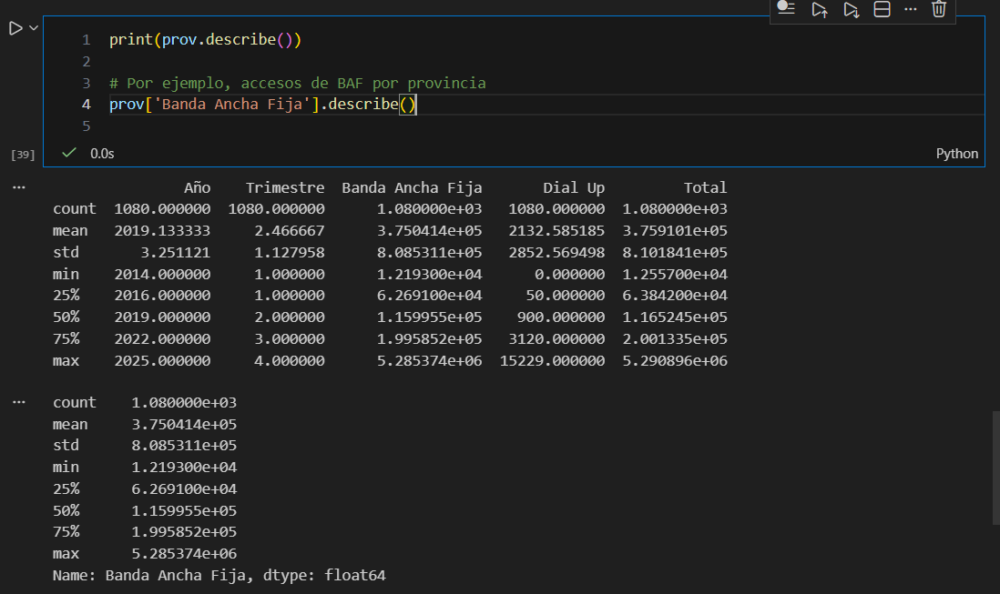 1 print(prov.describe())
2
3 # Por ejemplo, accesos de BAF por provincia
4 prov['Banda Ancha Fija'].describe()
5
[39] 0.0s Python
... Año Trimestre Banda Ancha Fija Dial Up Total
count 1080.000000 1080.000000 1.080000e+03 1080.000000 1.080000e+03
mean 2019.133333 2.466667 3.750414e+05 2132.585185 3.759101e+05
std 3.251121 1.127958 8.085311e+05 2852.569498 8.101841e+05
min 2014.000000 1.000000 1.219300e+04 0.000000 1.255700e+04
25% 2016.000000 1.000000 6.269100e+04 50.000000 6.384200e+04
50% 2019.000000 2.000000 1.159955e+05 900.000000 1.165245e+05
75% 2022.000000 3.000000 1.995852e+05 3120.000000 2.001335e+05
max 2025.000000 4.000000 5.285374e+06 15229.000000 5.290896e+06
... count 1.080000e+03
mean 3.750414e+05
std 8.085311e+05
min 1.219300e+04
25% 6.269100e+04
50% 1.159955e+05
75% 1.995852e+05
max 5.285374e+06
Name: Banda Ancha Fija, dtype: float64